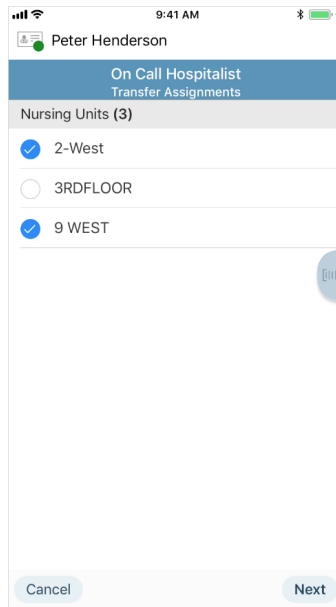 9:41 AM
Peter Henderson
On Call Hospitalist
Transfer Assignments
Nursing Units (3)
2-West
3RDFLOOR
9 WEST
Cancel
Next